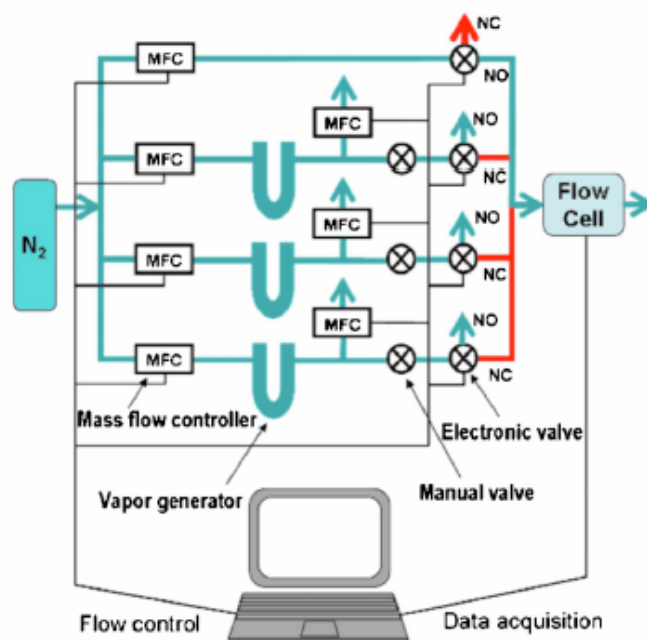 NC
MFC
NO
MFC
NO
MFC
NC
N2
MFC
NO
Flow
Cell
MFC
NC
MFC
NO
MFC
NC
Mass flow controller
Electronic valve
Vapor generator
Manual valve
Flow control
Data acquisition